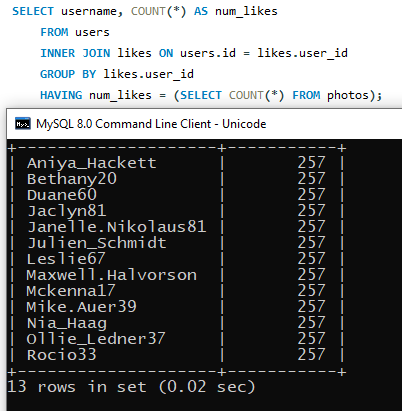 SELECT username, COUNT(*) AS num_likes
FROM users
INNER JOIN likes ON users.id = likes.user_id
GROUP BY likes.user_id
HAVING num_likes = (SELECT COUNT(*) FROM photos);
MySQL 8.0 Command Line Client - Unicode
+--------------------+-----------+
| Aniya_Hackett      |       257 |
| Bethany20          |       257 |
| Duane60            |       257 |
| Jaclyn81           |       257 |
| Janelle.Nikolaus81 |       257 |
| Julien_Schmidt     |       257 |
| Leslie67           |       257 |
| Maxwell.Halvorson  |       257 |
| Mckenna17          |       257 |
| Mike.Auer39        |       257 |
| Nia_Haag           |       257 |
| Ollie_Ledner37     |       257 |
| Rocio33            |       257 |
+--------------------+-----------+
13 rows in set (0.02 sec)